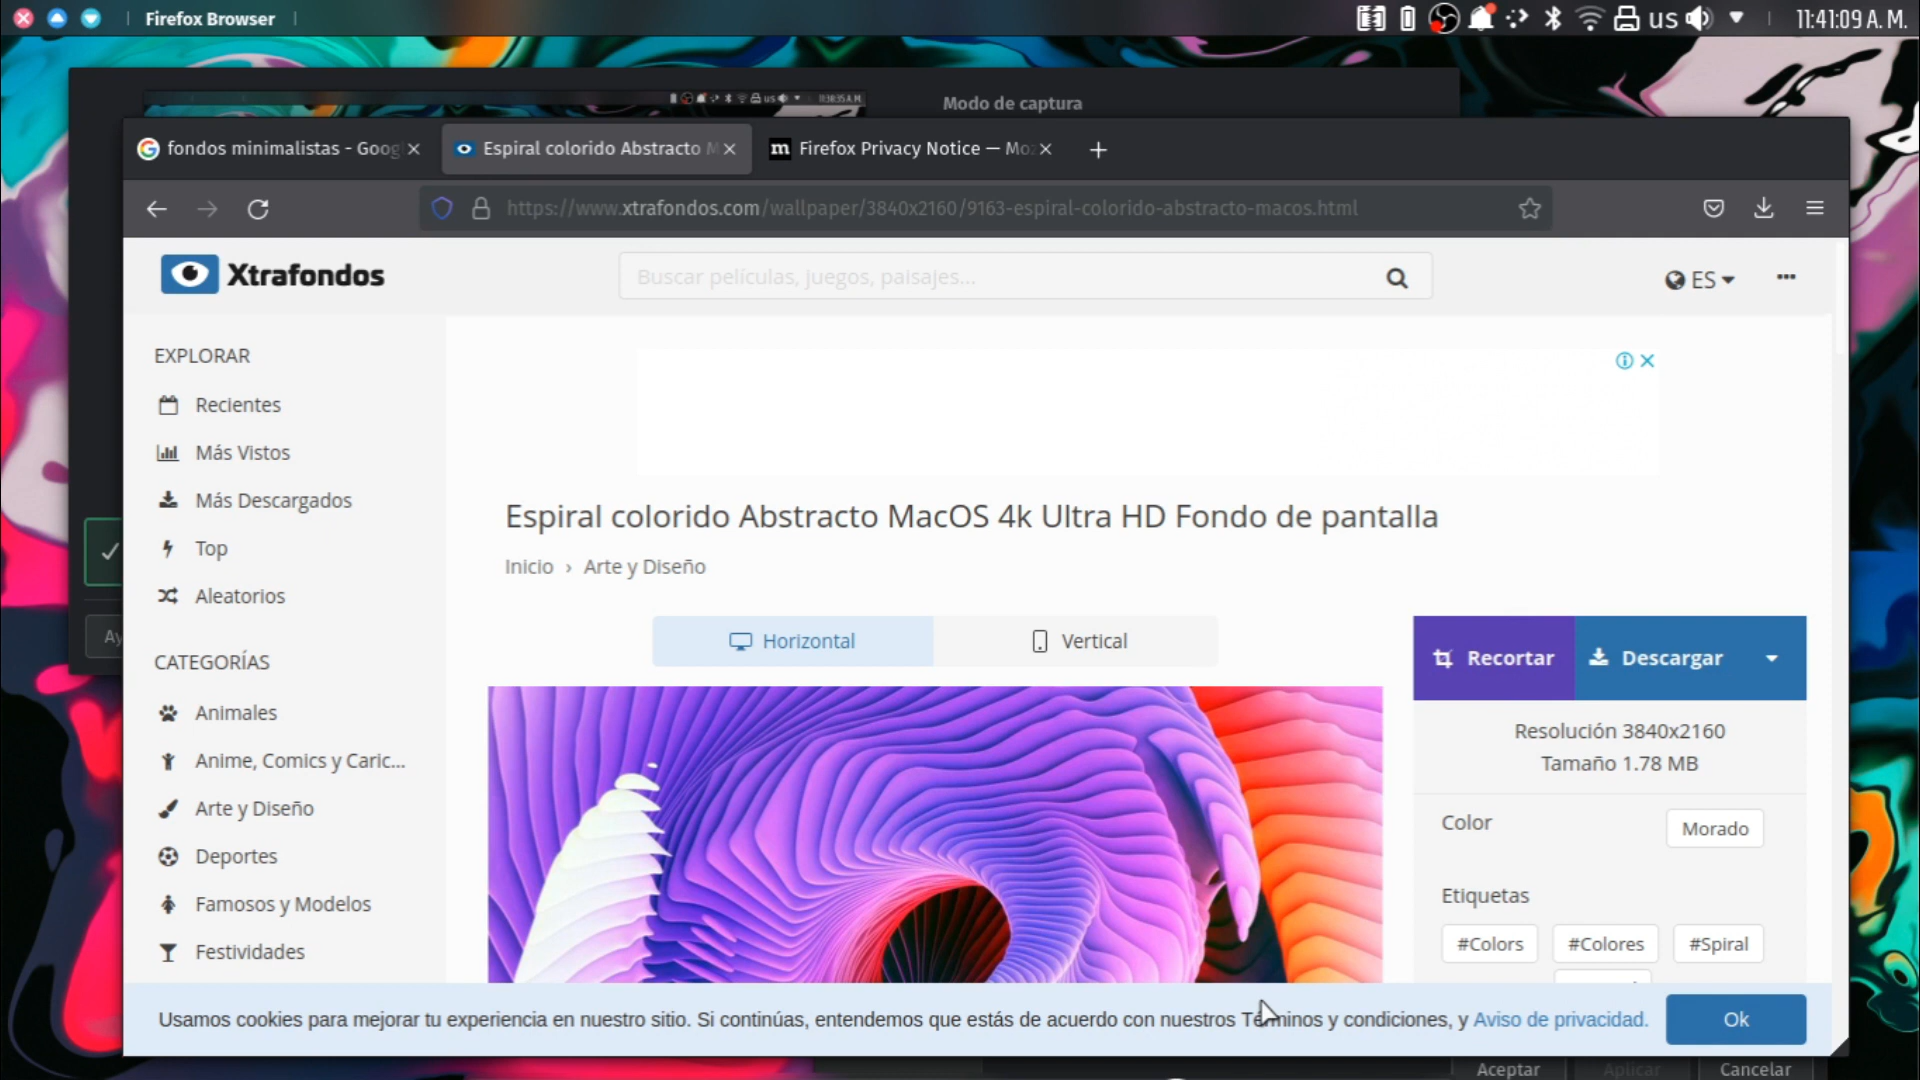 Firefox Browser
us
11:41:09 A. M.
11:38:35 A.M.
Modo de captura
fondos minimalistas - Goog
Espiral colorido Abstracto M
Firefox Privacy Notice — Mo
https://www.xtrafondos.com/wallpaper/3840x2160/9163-espiral-colorido-abstracto-macos.html
Xtrafondos
Buscar películas, juegos, paisajes...
ES
EXPLORAR
Recientes
Más Vistos
Más Descargados
Top
Aleatorios
Espiral colorido Abstracto MacOS 4k Ultra HD Fondo de pantalla
Inicio › Arte y Diseño
Horizontal
Vertical
Recortar
Descargar
Resolución 3840x2160
Tamaño 1.78 MB
Color
Morado
Etiquetas
#Colors
#Colores
#Spiral
Ay
CATEGORÍAS
Animales
Anime, Comics y Caric...
Arte y Diseño
Deportes
Famosos y Modelos
Festividades
Usamos cookies para mejorar tu experiencia en nuestro sitio. Si continúas, entendemos que estás de acuerdo con nuestros Términos y condiciones, y Aviso de privacidad.
Ok
Aceptar
Aplicar
Cancelar